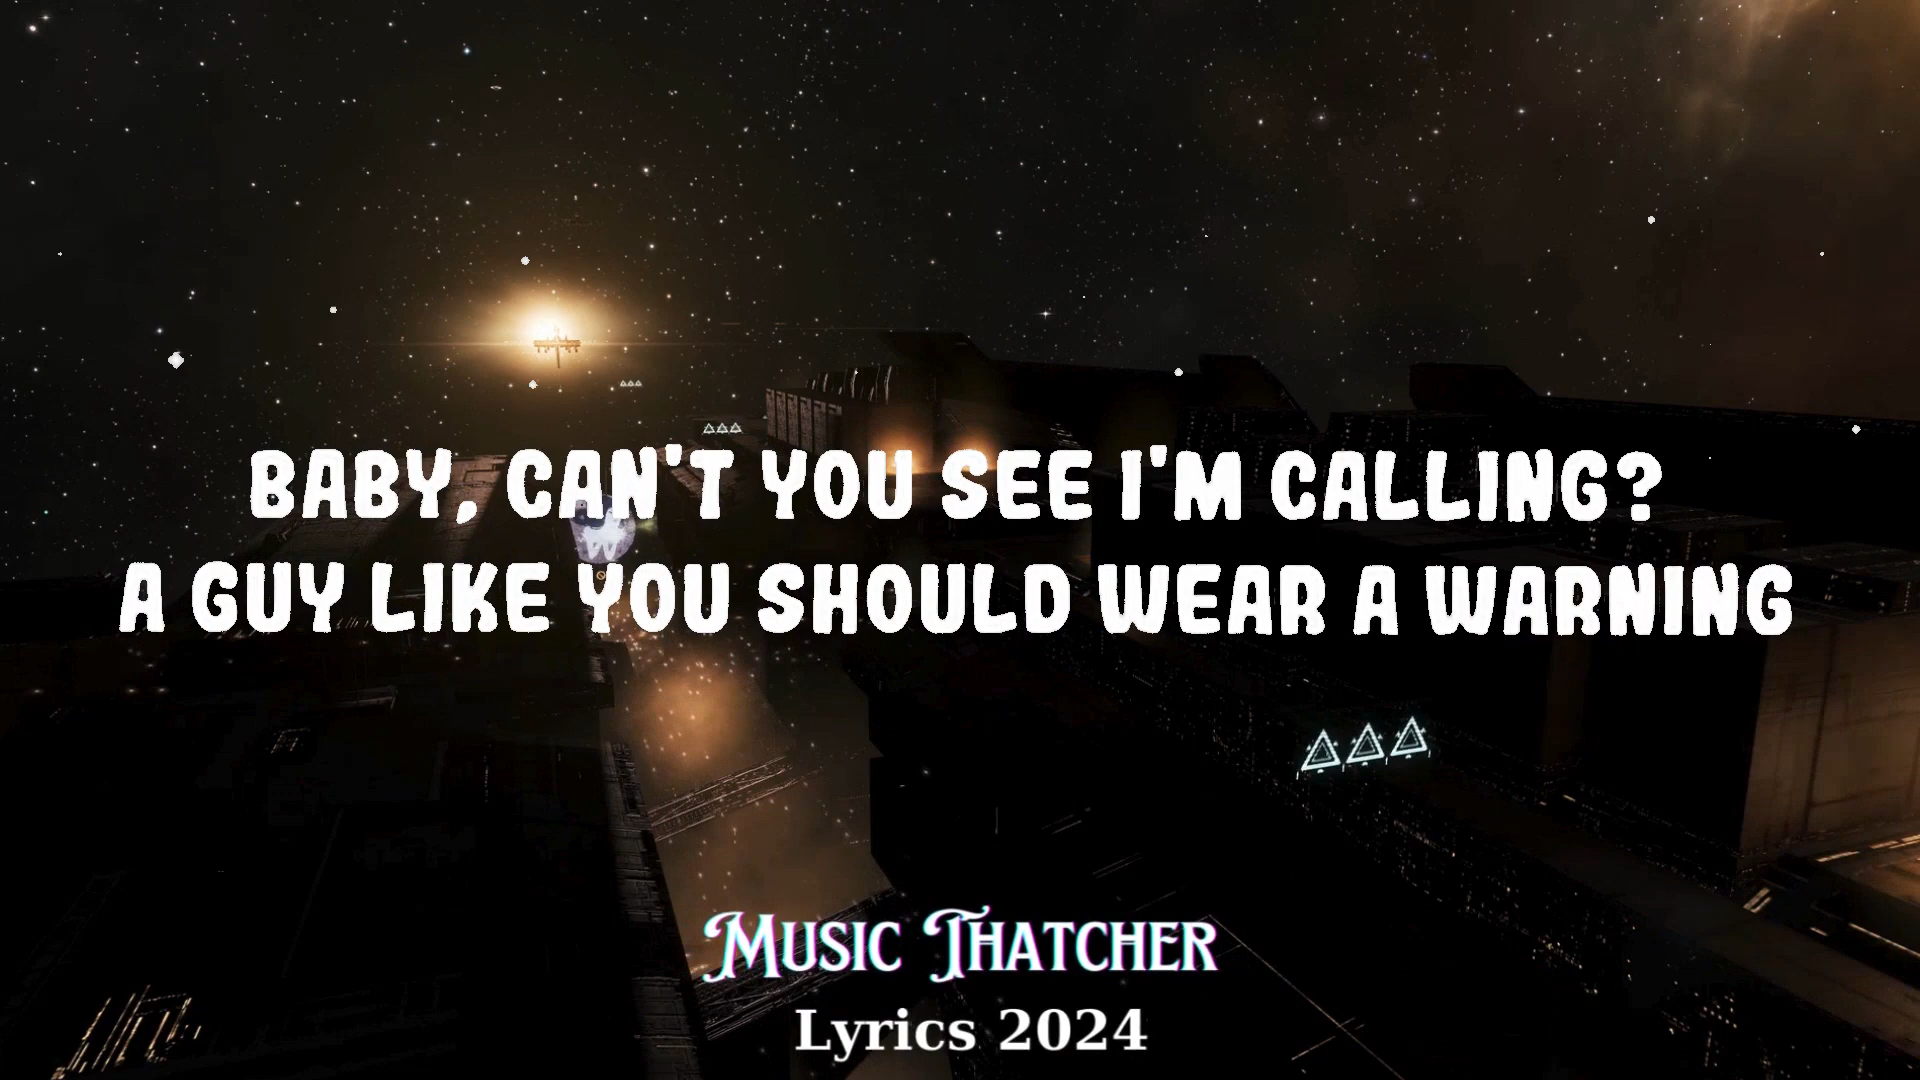 BABY, CAN'T YOU SEE I'M CALLING?
A GUY LIKE YOU SHOULD WEAR A WARNING
MUSIC THATCHER
Lyrics 2024